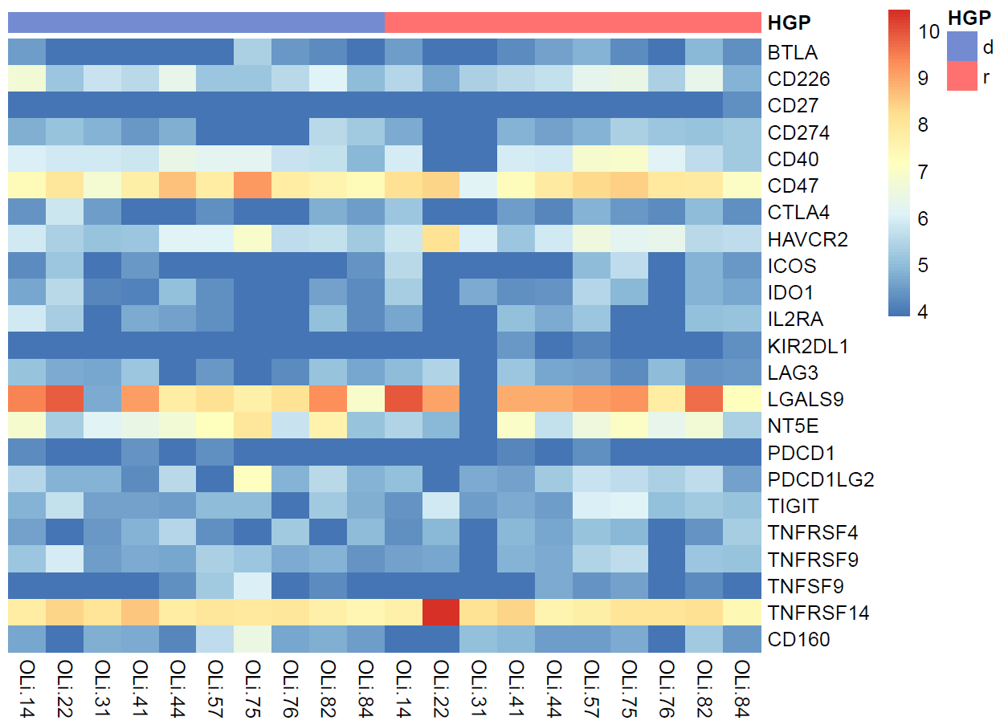 HGP
BTLA
CD226
CD27
CD274
CD40
CD47
CTLA4
HAVCR2
ICOS
IDO1
IL2RA
KIR2DL1
LAG3
LGALS9
NT5E
PDCD1
PDCD1LG2
TIGIT
TNFRSF4
TNFRSF9
TNFSF9
TNFRSF14
CD160
OLi.14
OLi.22
OLi.31
OLi.41
OLi.44
OLi.57
OLi.75
OLi.76
OLi.82
OLi.84
OLi.14
OLi.22
OLi.31
OLi.41
OLi.44
OLi.57
OLi.75
OLi.76
OLi.82
OLi.84
10
9
8
7
6
5
4
HGP
d
r